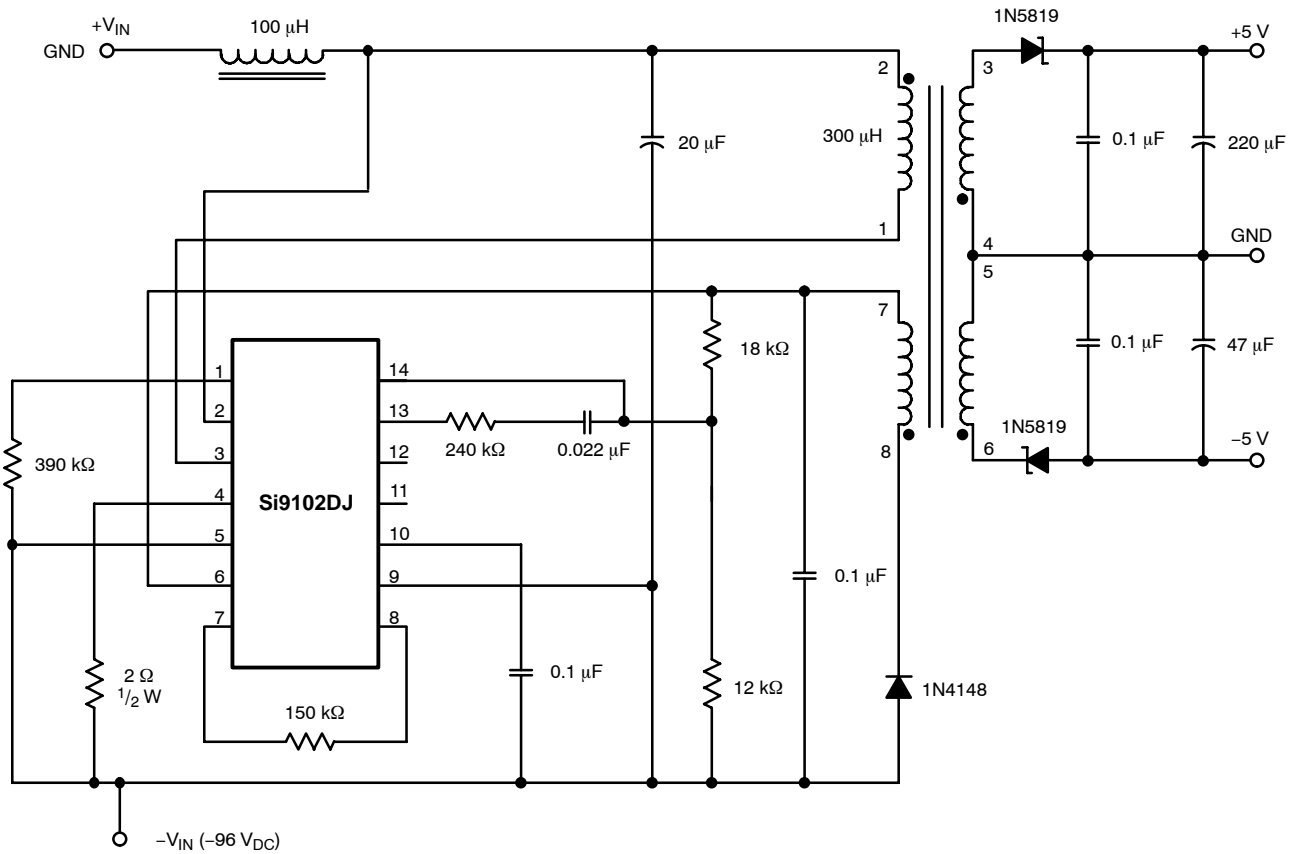 +V_IN
GND
100 μH
1N5819
+5 V
2
3
300 μH
20 μF
0.1 μF
220 μF
1
4
GND
5
7
18 kΩ
0.1 μF
47 μF
1
14
2
13
240 kΩ
0.022 μF
1N5819
−5 V
8
6
390 kΩ
3
12
4
11
Si9102DJ
5
10
6
9
0.1 μF
7
8
2 Ω
1/2 W
0.1 μF
12 kΩ
1N4148
150 kΩ
−V_IN (−96 V_DC)